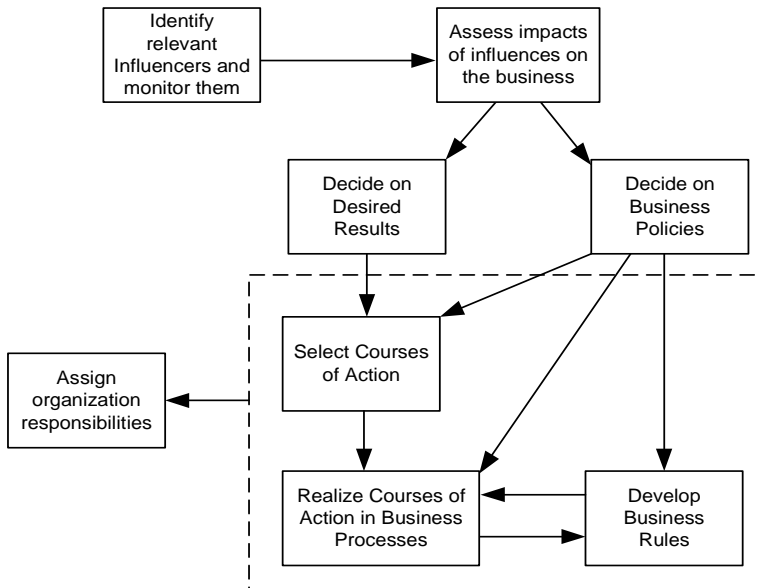 Identify
relevant
Influencers and
monitor them
Assess impacts
of influences on
the business
Decide on
Desired
Results
Decide on
Business
Policies
Select Courses
of Action
Assign
organization
responsibilities
Realize Courses of
Action in Business
Processes
Develop
Business
Rules